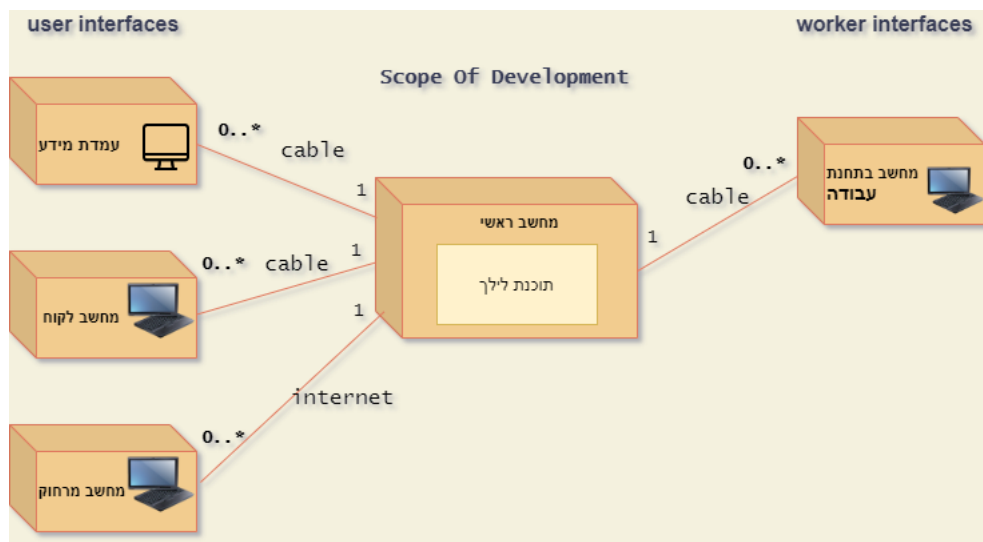 user interfaces
worker interfaces
Scope Of Development
עמדת מידע
0..*
cable
1
מחשב לקוח
0..*
cable
1
מחשב מרחוק
0..*
internet
1
מחשב ראשי
תוכנת לילך
1
cable
0..*
מחשב בתחנת
עבודה